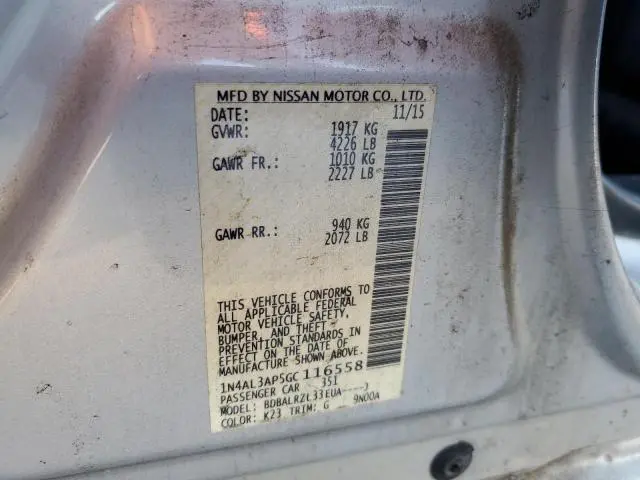 MFD BY NISSAN MOTOR CO., LTD.
DATE: 11/15
GVWR: 1917 KG
4226 LB
GAWR FR.: 1010 KG
2227 LB
GAWR RR.: 940 KG
2072 LB
THIS VEHICLE CONFORMS TO
ALL APPLICABLE FEDERAL
MOTOR VEHICLE SAFETY,
BUMPER, AND THEFT
PREVENTION STANDARDS IN
EFFECT ON THE DATE OF
MANUFACTURE SHOWN ABOVE.
1N4AL3AP5GC116558
PASSENGER CAR 351
MODEL: BDBALRZL33EUA----J
COLOR: K23 TRIM: G 9N00A